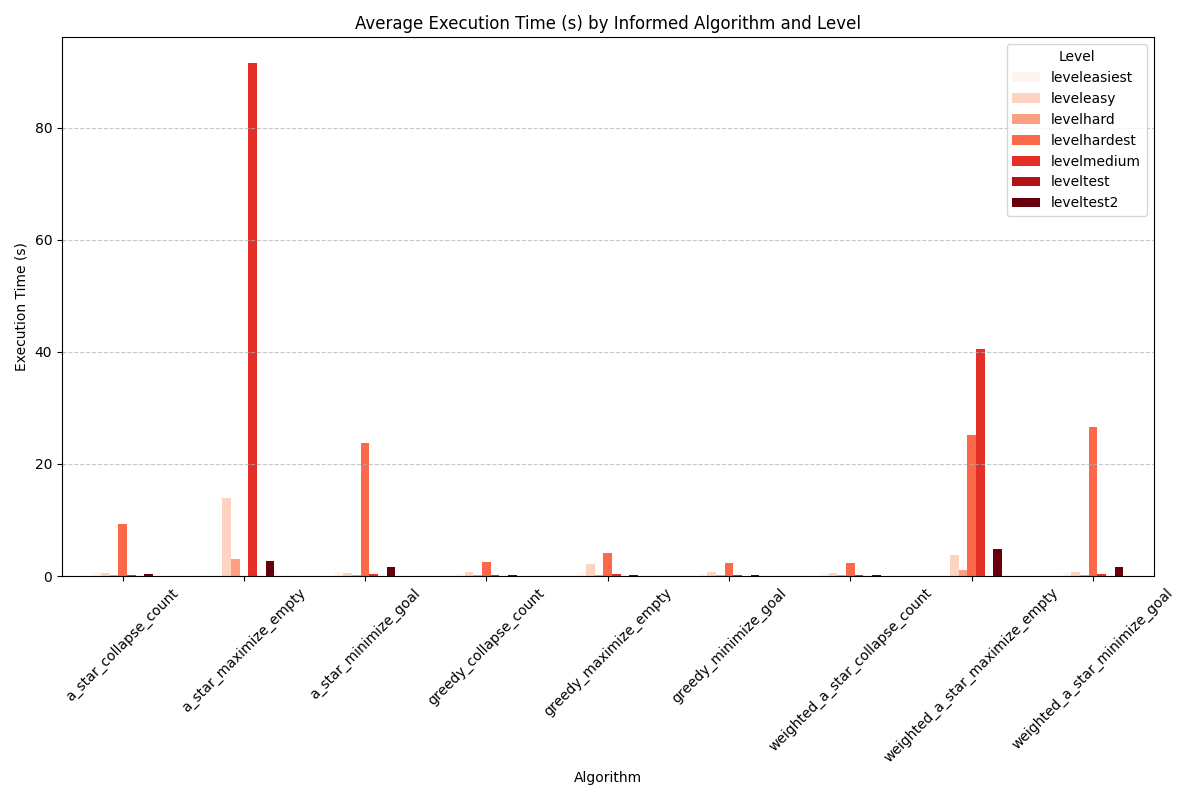 Average Execution Time (s) by Informed Algorithm and Level
Level
leveleasiest
leveleasy
levelhard
levelhardest
levelmedium
leveltest
leveltest2
Execution Time (s)
80
60
40
20
0
a_star_collapse_count
a_star_maximize_empty
a_star_minimize_goal
greedy_collapse_count
greedy_maximize_empty
greedy_minimize_goal
weighted_a_star_collapse_count
weighted_a_star_maximize_empty
weighted_a_star_minimize_goal
Algorithm